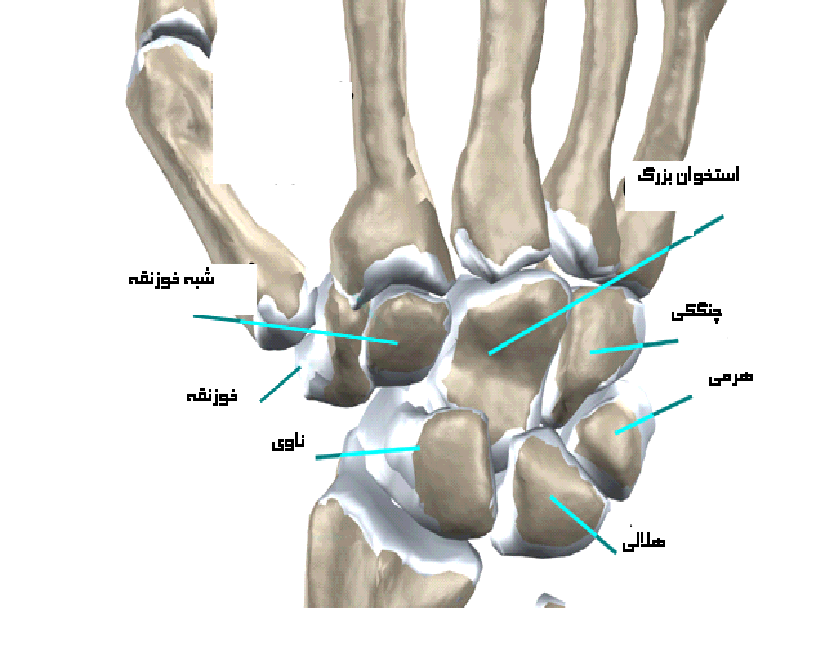 استخوان بزرگ
شبه ذوزنقه
چنگکی
هرمی
ذوزنقه
ناوی
هلالی